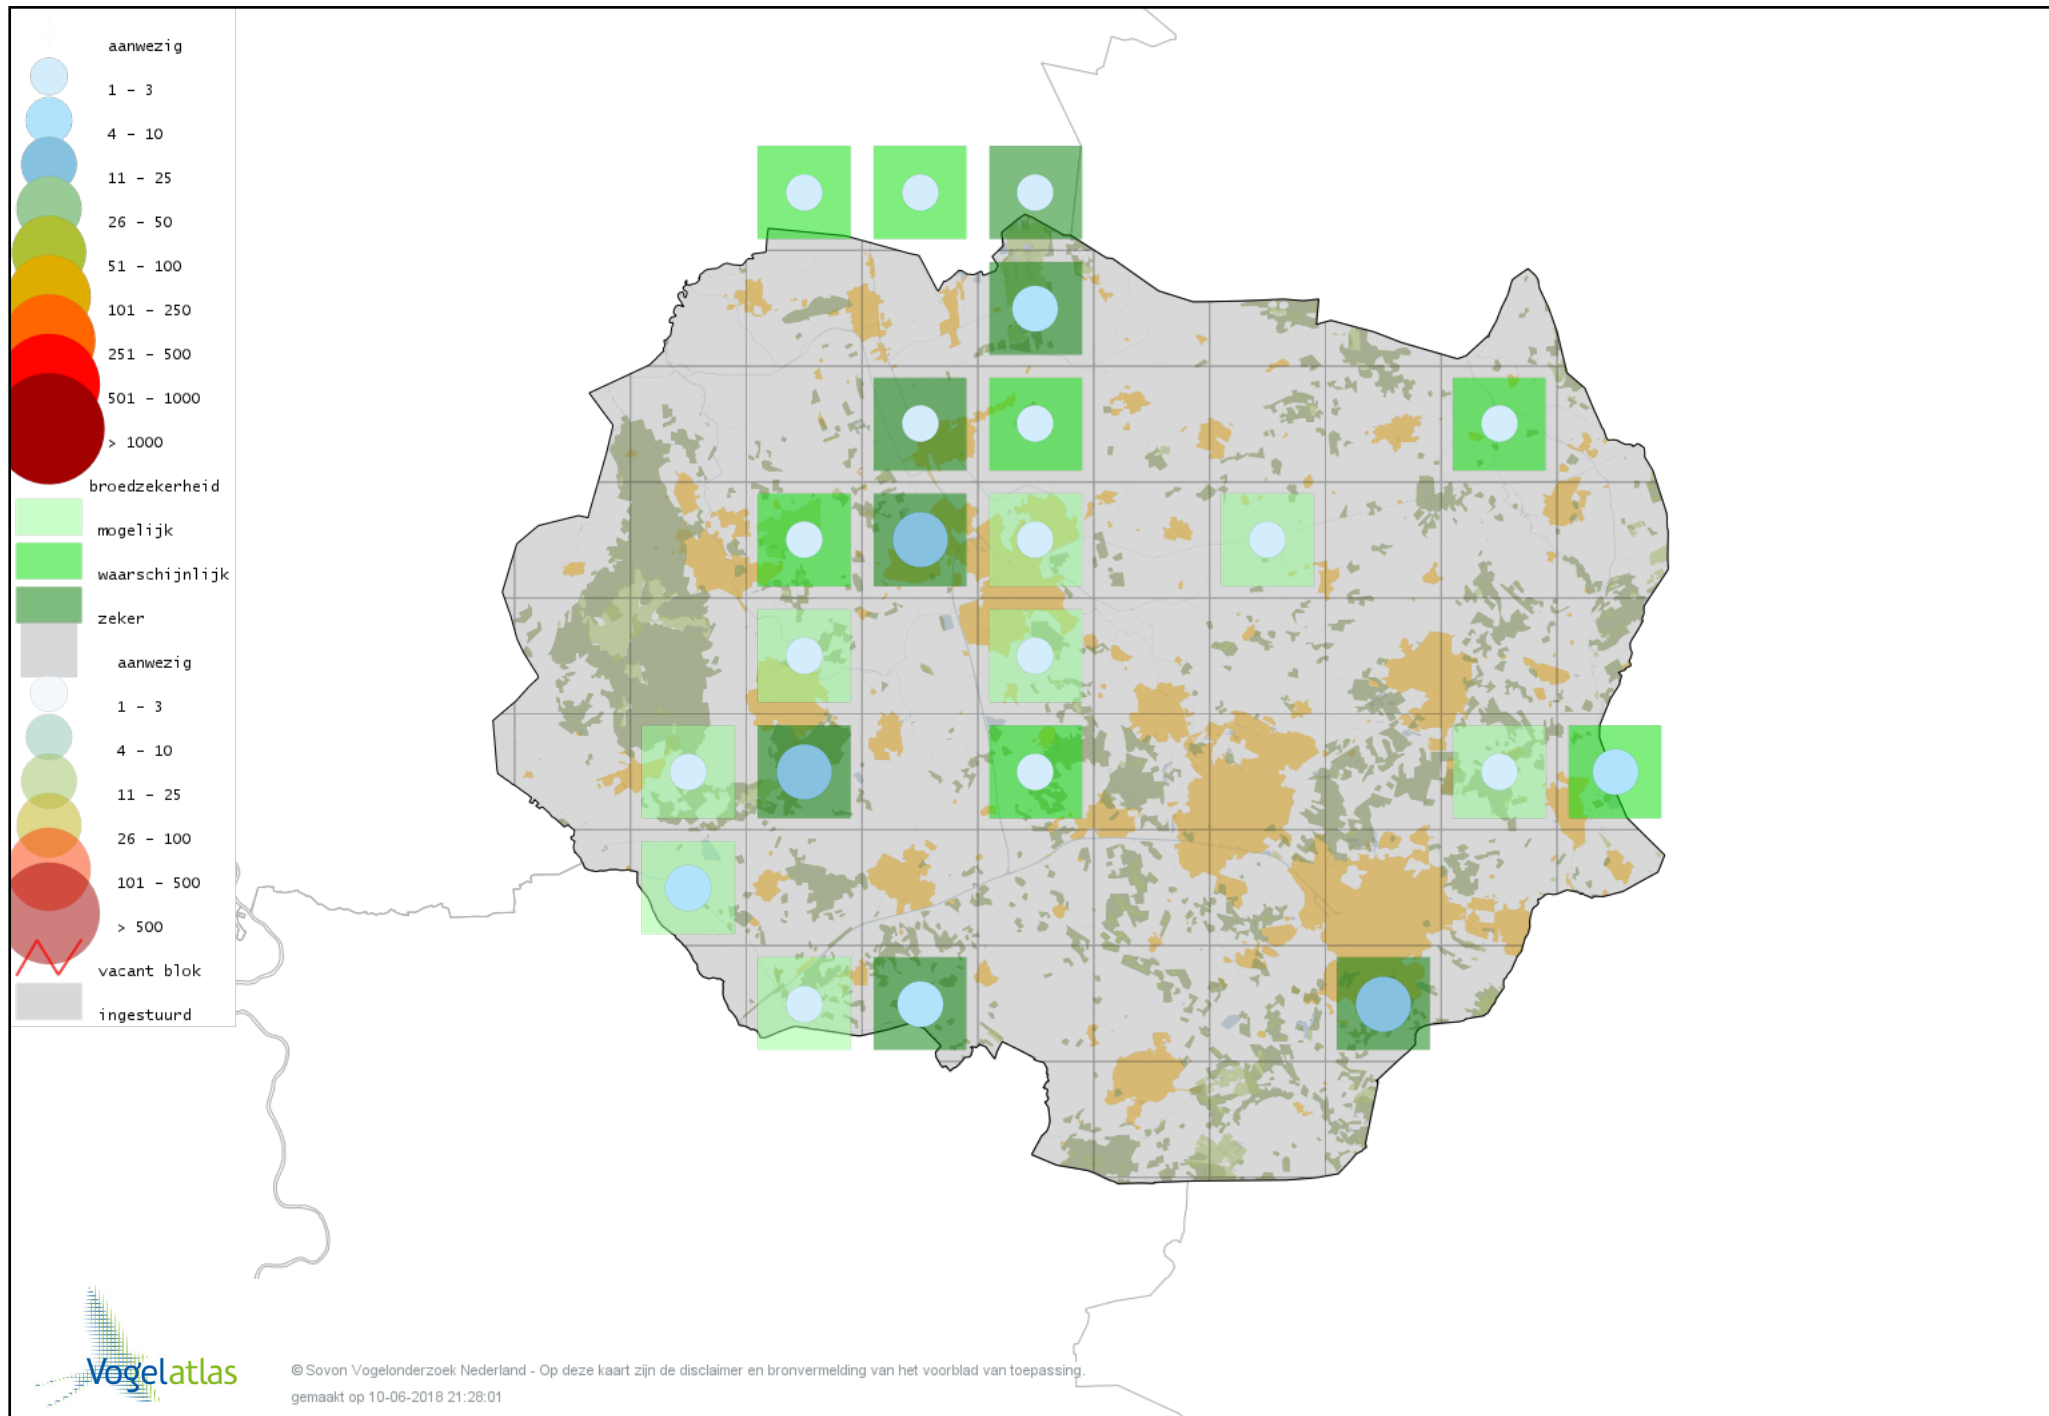 aanwezig
1 - 3
4 - 10
11 - 25
26 - 50
51 - 100
101 - 250
251 - 500
501 - 1000
> 1000
broedzekerheid
mogelijk
waarschijnlijk
zeker
aanwezig
1 - 3
4 - 10
11 - 25
26 - 100
101 - 500
> 500
vacant blok
ingestuurd
Vogelatlas
© Sovon Vogelonderzoek Nederland - Op deze kaart zijn de disclaimer en bronvermelding van het voorblad van toepassing.
gemaakt op 10-06-2018 21:28:01